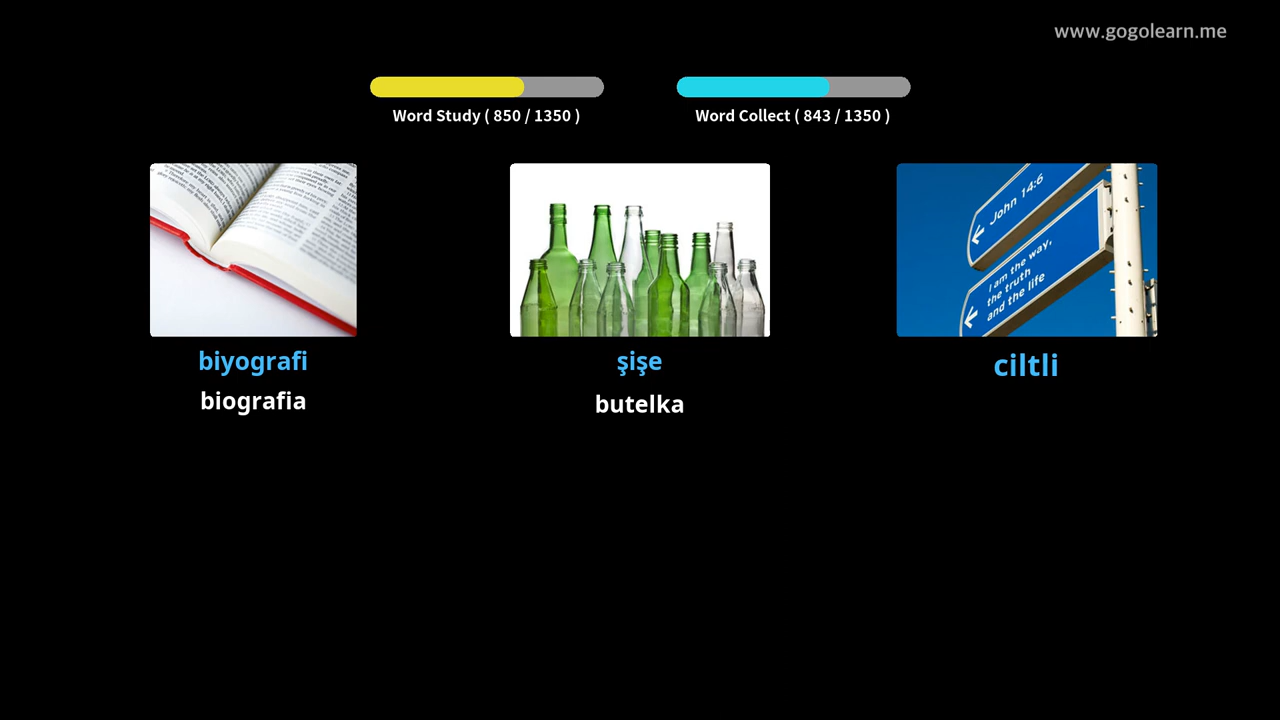 www.gogolearn.me
Word Study ( 850 / 1350 )
Word Collect ( 843 / 1350 )
John 14:6
I am the way,
the truth
and the life
biyografi
şişe
ciltli
biografia
butelka